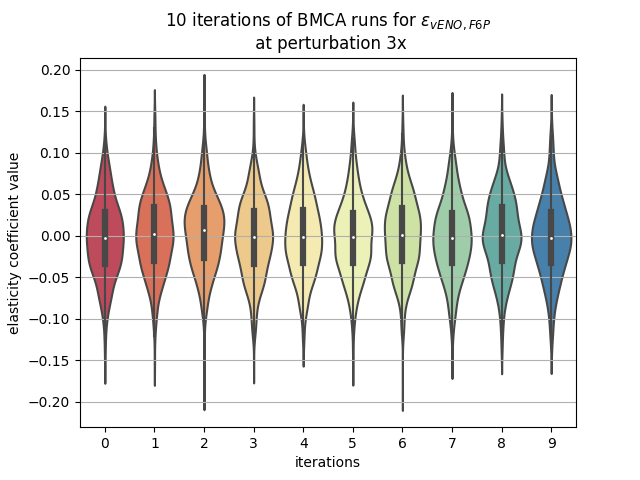 10 iterations of BMCA runs for ε_{vENO,F6P}
at perturbation 3x
elasticity coefficient value
0.20
0.15
0.10
0.05
0.00
−0.05
−0.10
−0.15
−0.20
0 1 2 3 4 5 6 7 8 9
iterations